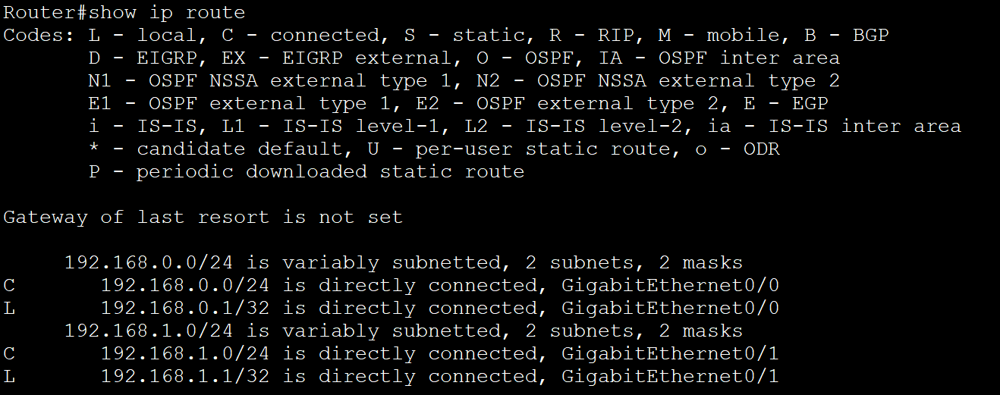 Router#show ip route
Codes: L - local, C - connected, S - static, R - RIP, M - mobile, B - BGP
       D - EIGRP, EX - EIGRP external, O - OSPF, IA - OSPF inter area
       N1 - OSPF NSSA external type 1, N2 - OSPF NSSA external type 2
       E1 - OSPF external type 1, E2 - OSPF external type 2, E - EGP
       i - IS-IS, L1 - IS-IS level-1, L2 - IS-IS level-2, ia - IS-IS inter area
       * - candidate default, U - per-user static route, o - ODR
       P - periodic downloaded static route

Gateway of last resort is not set

     192.168.0.0/24 is variably subnetted, 2 subnets, 2 masks
C       192.168.0.0/24 is directly connected, GigabitEthernet0/0
L       192.168.0.1/32 is directly connected, GigabitEthernet0/0
     192.168.1.0/24 is variably subnetted, 2 subnets, 2 masks
C       192.168.1.0/24 is directly connected, GigabitEthernet0/1
L       192.168.1.1/32 is directly connected, GigabitEthernet0/1